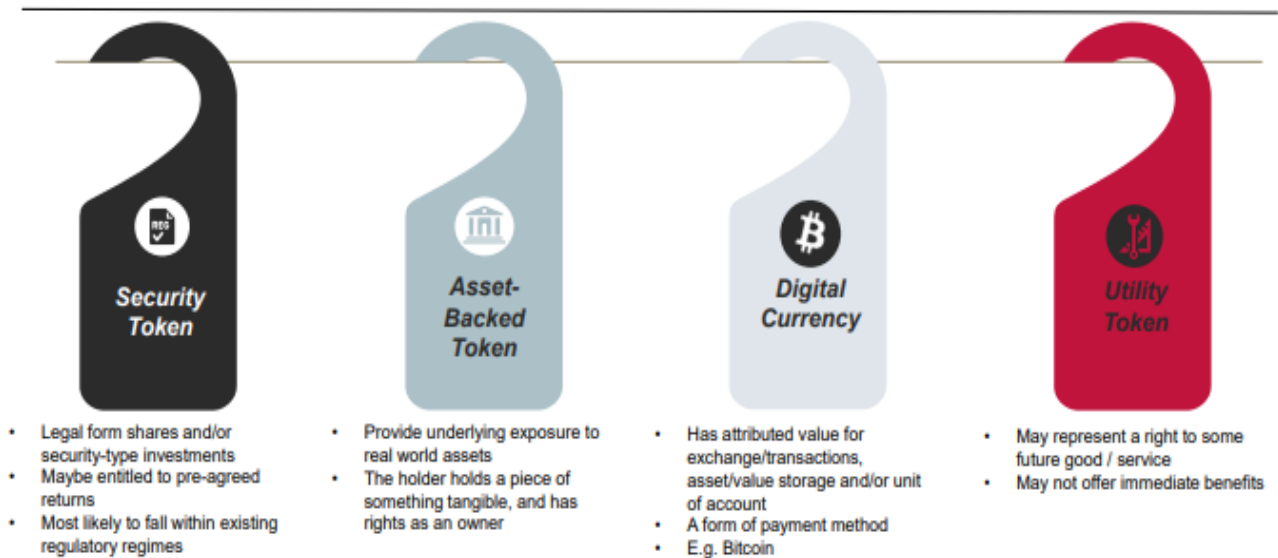 REG
Security
Token
Asset-
Backed
Token
Digital
Currency
Utility
Token
• Legal form shares and/or
security-type investments
• Maybe entitled to pre-agreed
returns
• Most likely to fall within existing
regulatory regimes
• Provide underlying exposure to
real world assets
• The holder holds a piece of
something tangible, and has
rights as an owner
• Has attributed value for
exchange/transactions,
asset/value storage and/or unit
of account
• A form of payment method
• E.g. Bitcoin
• May represent a right to some
future good / service
• May not offer immediate benefits